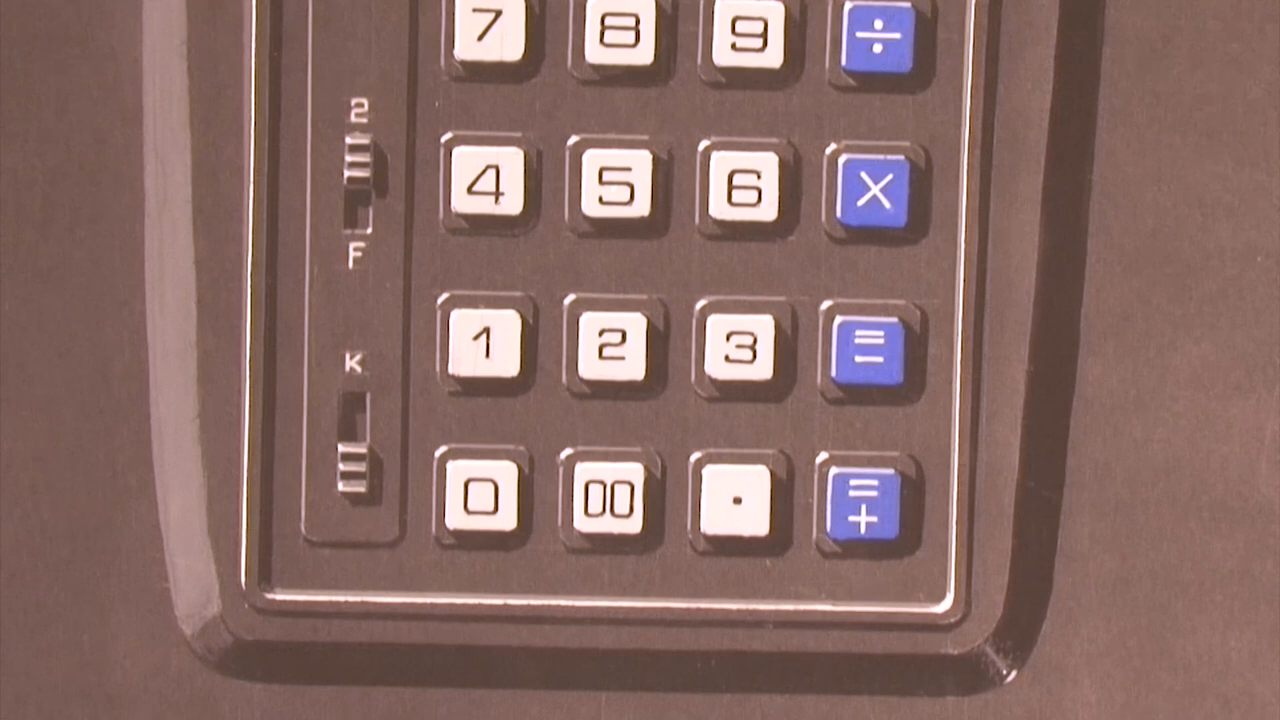 7 8 9 ÷
2
4 5 6 ×
F
1 2 3 =
K
0 00 . =
+